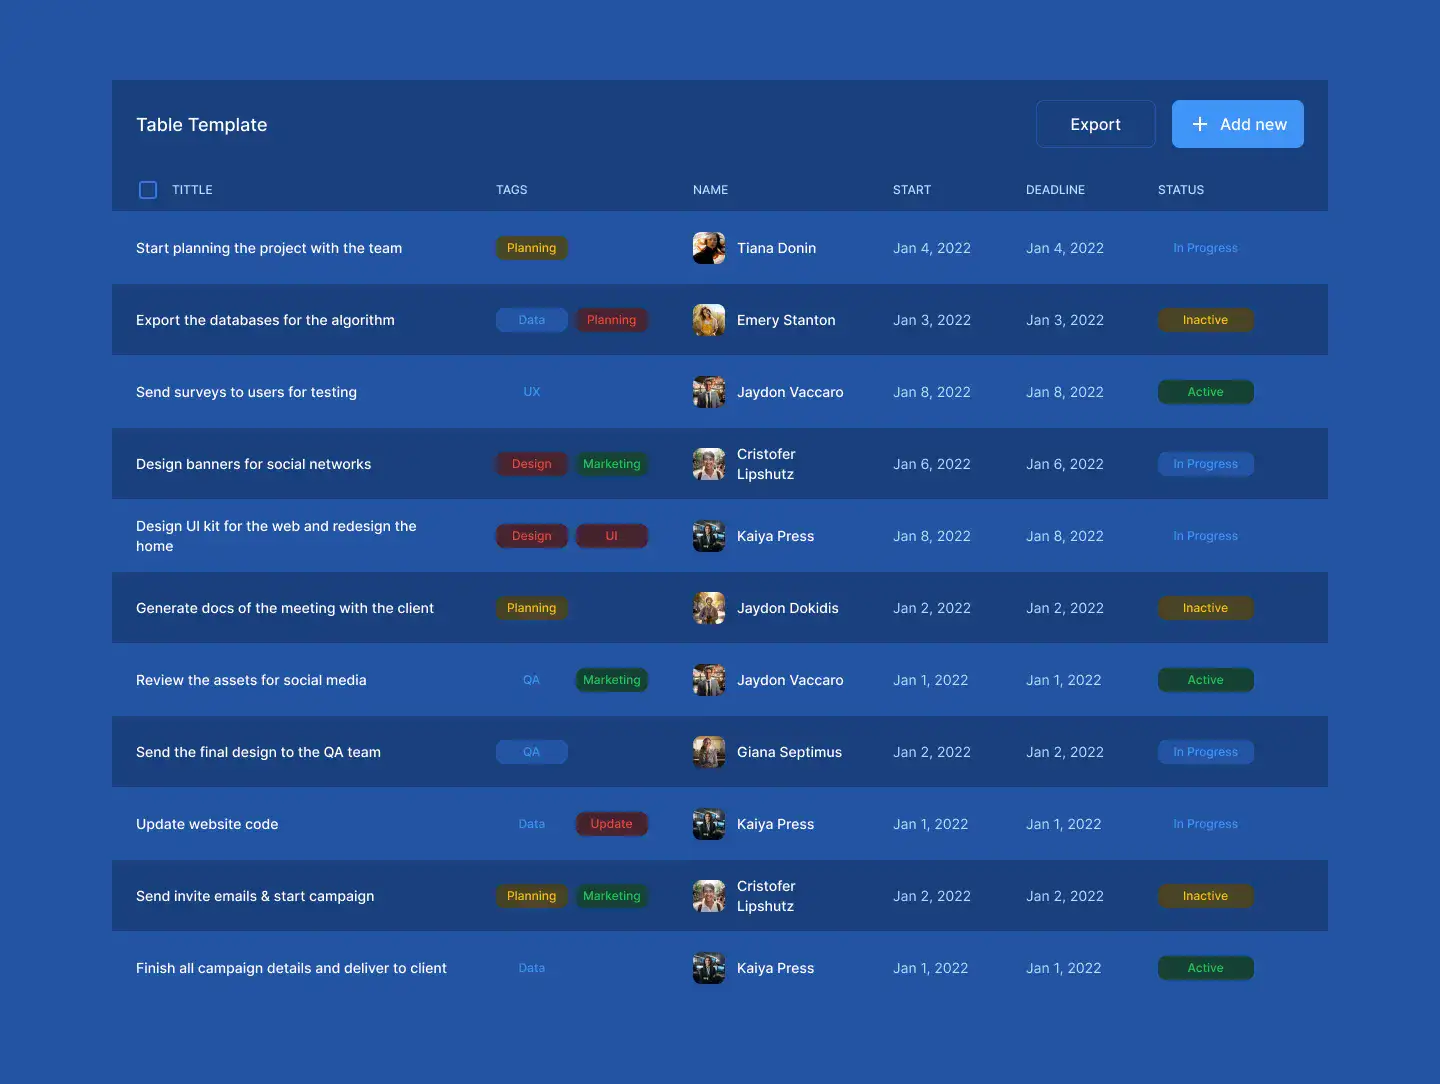 Table Template
Export
Add new
TITTLE TAGS NAME START DEADLINE STATUS
Start planning the project with the team Planning Tiana Donin Jan 4, 2022 Jan 4, 2022 In Progress
Export the databases for the algorithm Data Planning Emery Stanton Jan 3, 2022 Jan 3, 2022 Inactive
Send surveys to users for testing UX Jaydon Vaccaro Jan 8, 2022 Jan 8, 2022 Active
Design banners for social networks Design Marketing Cristofer Lipshutz Jan 6, 2022 Jan 6, 2022 In Progress
Design UI kit for the web and redesign the
home Design UI Kaiya Press Jan 8, 2022 Jan 8, 2022 In Progress
Generate docs of the meeting with the client Planning Jaydon Dokidis Jan 2, 2022 Jan 2, 2022 Inactive
Review the assets for social media QA Marketing Jaydon Vaccaro Jan 1, 2022 Jan 1, 2022 Active
Send the final design to the QA team QA Giana Septimus Jan 2, 2022 Jan 2, 2022 In Progress
Update website code Data Update Kaiya Press Jan 1, 2022 Jan 1, 2022 In Progress
Send invite emails & start campaign Planning Marketing Cristofer Lipshutz Jan 2, 2022 Jan 2, 2022 Inactive
Finish all campaign details and deliver to client Data Kaiya Press Jan 1, 2022 Jan 1, 2022 Active